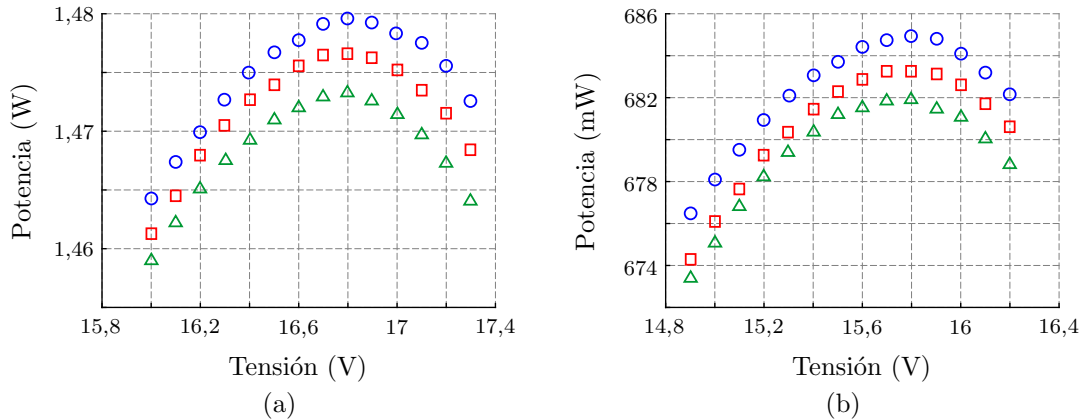 1,48
1,47
1,46
Potencia (W)
15,8
16,2
16,6
17
17,4
Tensión (V)
(a)
686
682
678
674
Potencia (mW)
14,8
15,2
15,6
16
16,4
Tensión (V)
(b)